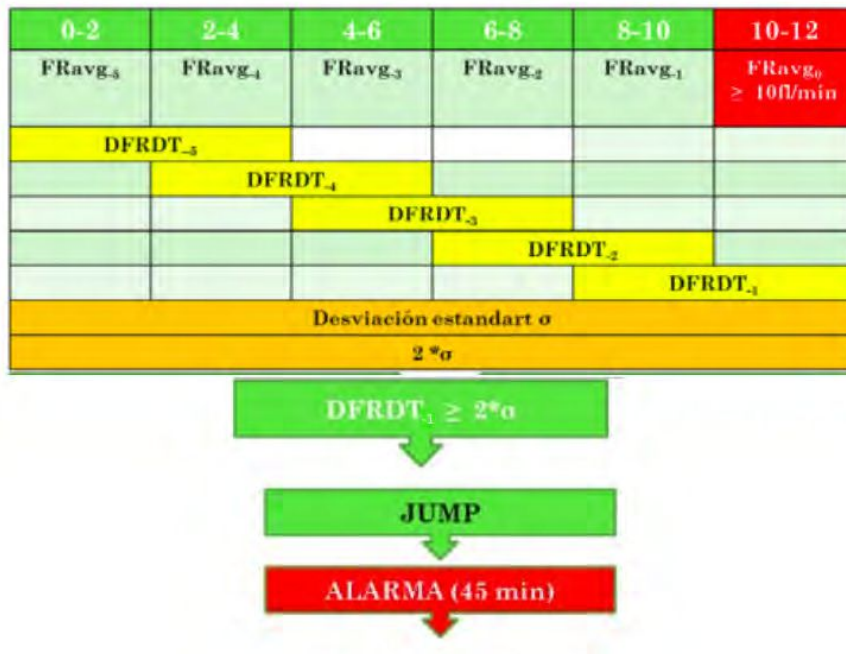 0-2 2-4 4-6 6-8 8-10 10-12
FRavg-5 FRavg-4 FRavg-3 FRavg-2 FRavg-1 FRavg0
≥ 10fl/min
DFRDT-5
DFRDT-4
DFRDT-3
DFRDT-2
DFRDT-1
Desviación estandart σ
2 *σ
DFRDT-1 ≥ 2*σ
JUMP
ALARMA (45 min)